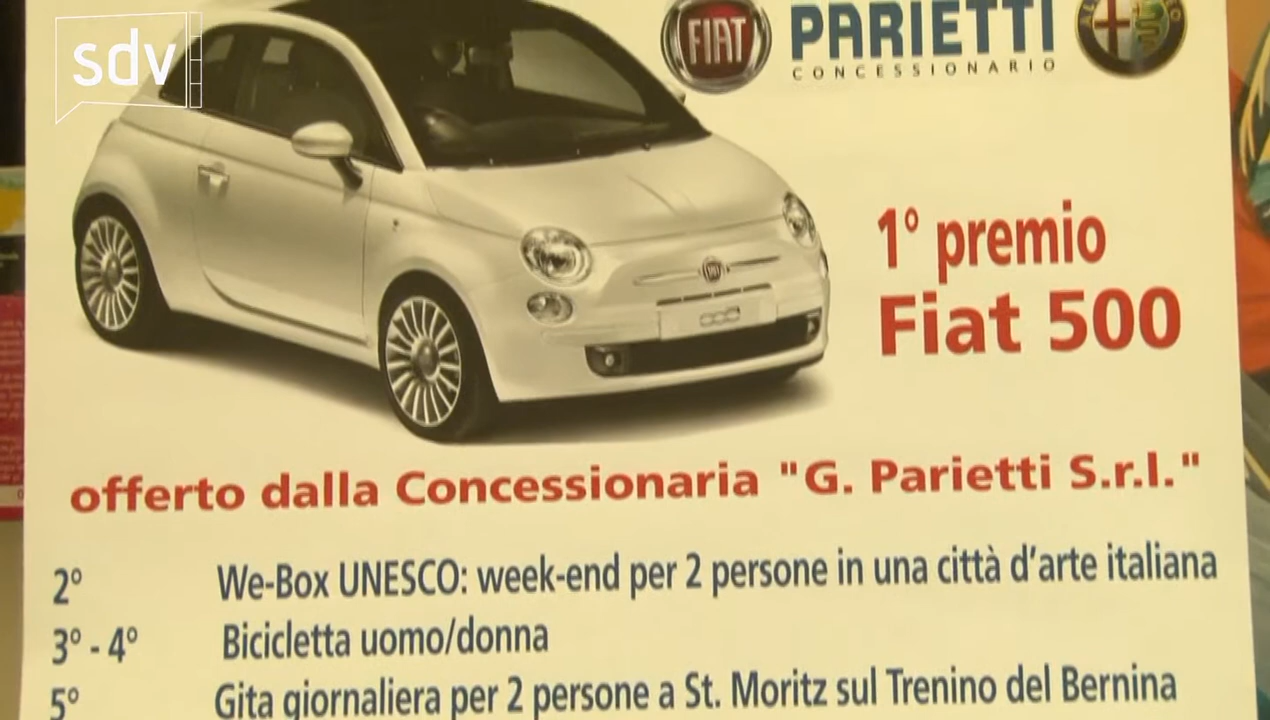 sdv
FIAT
PARIETTI
CONCESSIONARIO
1° premio
Fiat 500
offerto dalla Concessionaria "G. Parietti S.r.l."
2° We-Box UNESCO: week-end per 2 persone in una città d'arte italiana
3° - 4° Bicicletta uomo/donna
5° Gita giornaliera per 2 persone a St. Moritz sul Trenino del Bernina